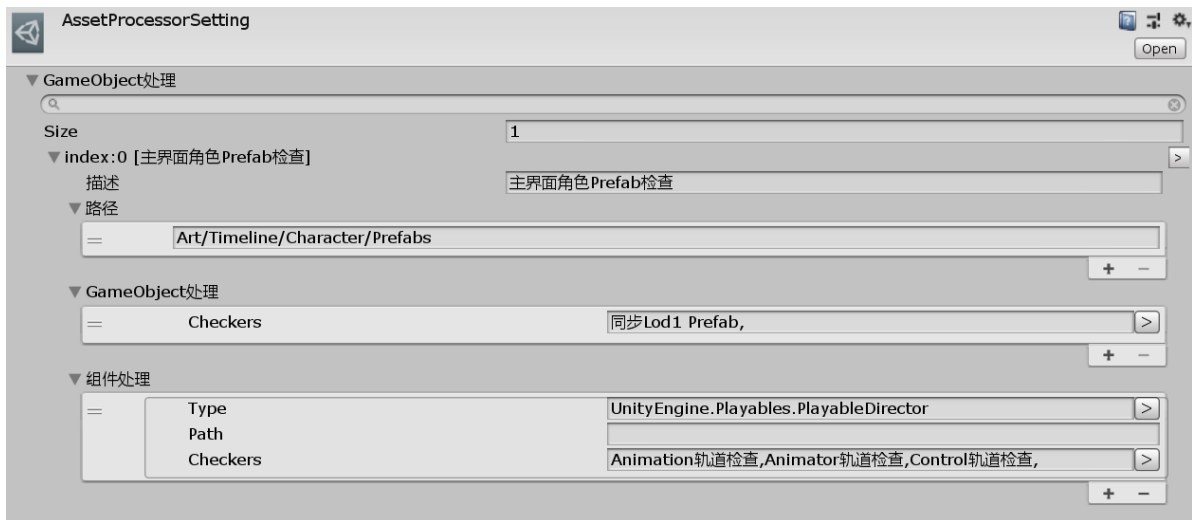 AssetProcessorSetting
Open
GameObject处理
Size 1
index:0 [主界面角色Prefab检查] >
描述 主界面角色Prefab检查
路径
= Art/Timeline/Character/Prefabs
+ −
GameObject处理
= Checkers 同步Lod1 Prefab, >
+ −
组件处理
= Type UnityEngine.Playables.PlayableDirector >
Path
Checkers Animation轨道检查,Animator轨道检查,Control轨道检查, >
+ −